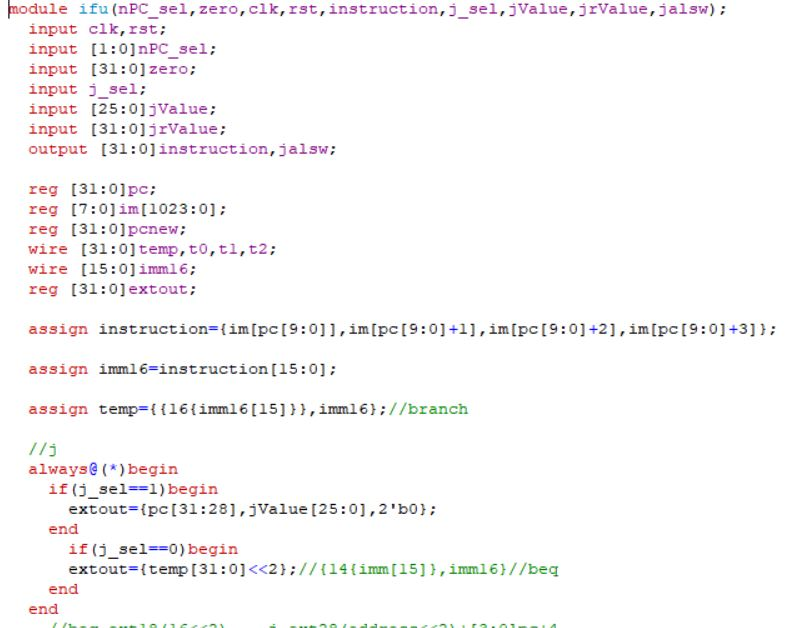 module ifu(nPC_sel,zero,clk,rst,instruction,j_sel,jValue,jrValue,jalsw);
input clk,rst;
input [1:0]nPC_sel;
input [31:0]zero;
input j_sel;
input [25:0]jValue;
input [31:0]jrValue;
output [31:0]instruction,jalsw;
reg [31:0]pc;
reg [7:0]im[1023:0];
reg [31:0]pcnew;
wire [31:0]temp,t0,t1,t2;
wire [15:0]imm16;
reg [31:0]extout;
assign instruction={im[pc[9:0]],im[pc[9:0]+1],im[pc[9:0]+2],im[pc[9:0]+3]};
assign imm16=instruction[15:0];
assign temp={{16{imm16[15]}},imm16};//branch
//j
always@(*)begin
if(j_sel==1)begin
extout={pc[31:28],jValue[25:0],2'b0};
end
if(j_sel==0)begin
extout={temp[31:0]<<2};//{14{imm[15]},imm16}//beq
end
end